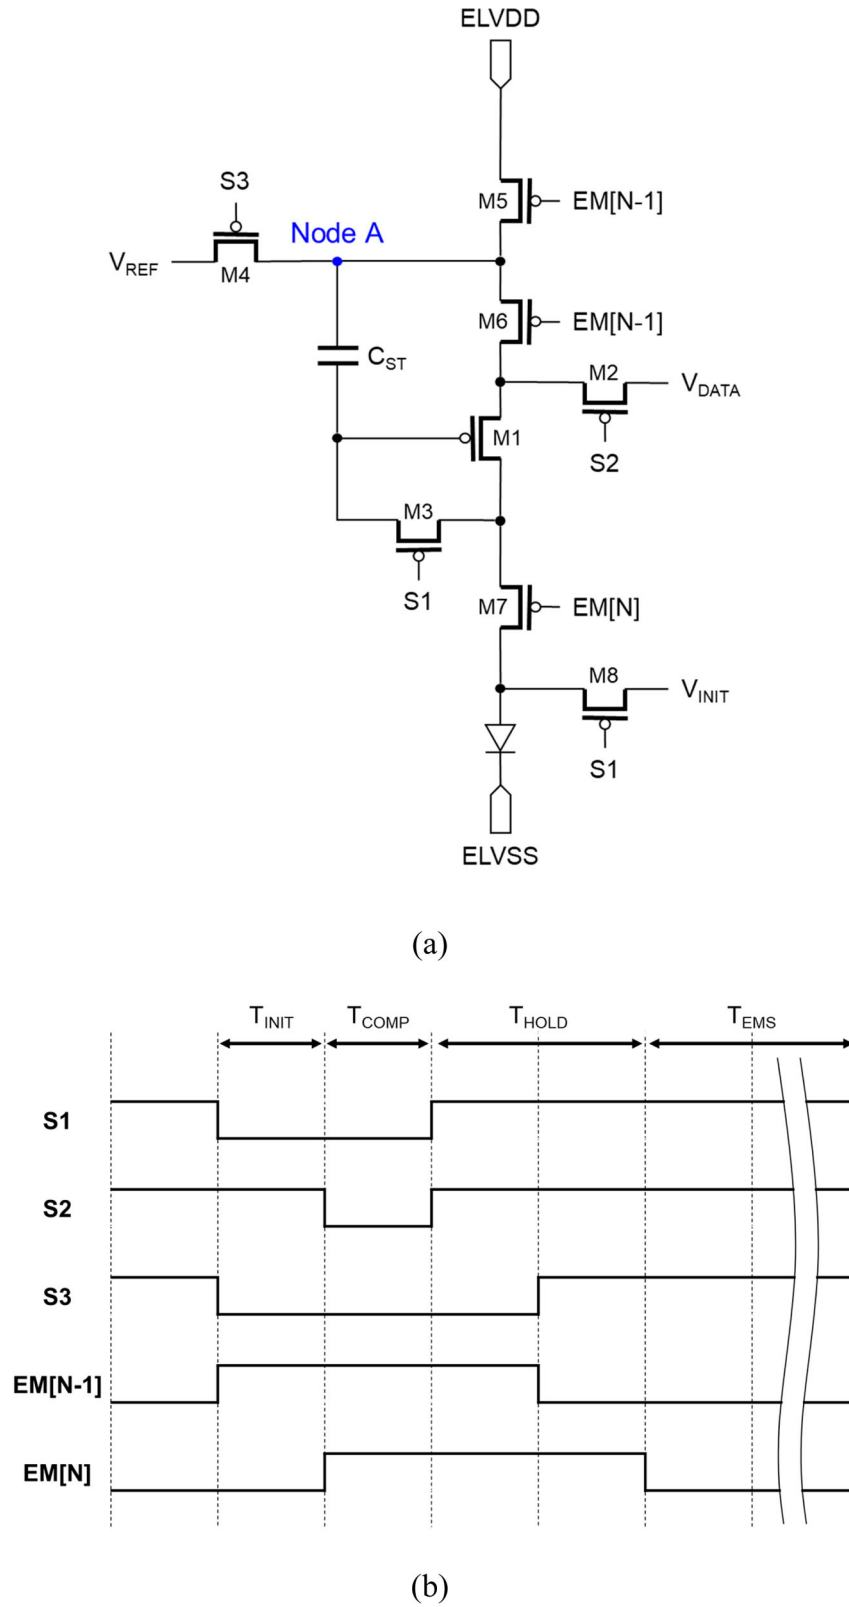 ELVDD
S3
M5
EM[N-1]
Node A
VREF
M4
M6
EM[N-1]
CST
M2
VDATA
M1
S2
M3
S1
M7
EM[N]
M8
VINIT
S1
ELVSS
(a)
TINIT
TCOMP
THOLD
TEMS
S1
S2
S3
EM[N-1]
EM[N]
(b)